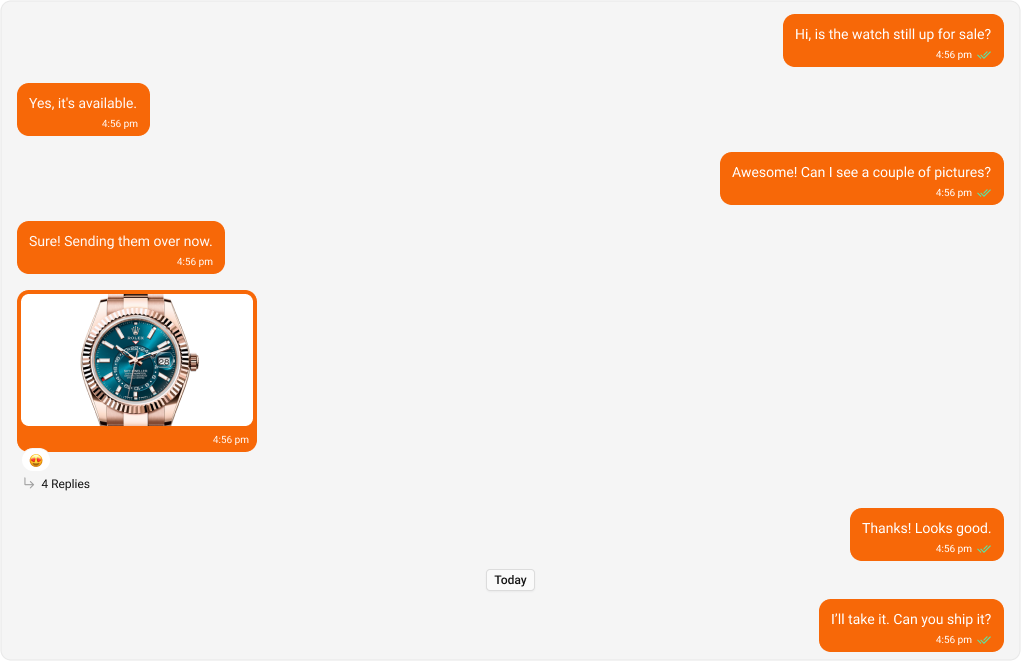 Hi, is the watch still up for sale?
4:56 pm
Yes, it's available.
4:56 pm
Awesome! Can I see a couple of pictures?
4:56 pm
Sure! Sending them over now.
4:56 pm
ROLEX
28
4:56 pm
4 Replies
Thanks! Looks good.
4:56 pm
Today
I'll take it. Can you ship it?
4:56 pm